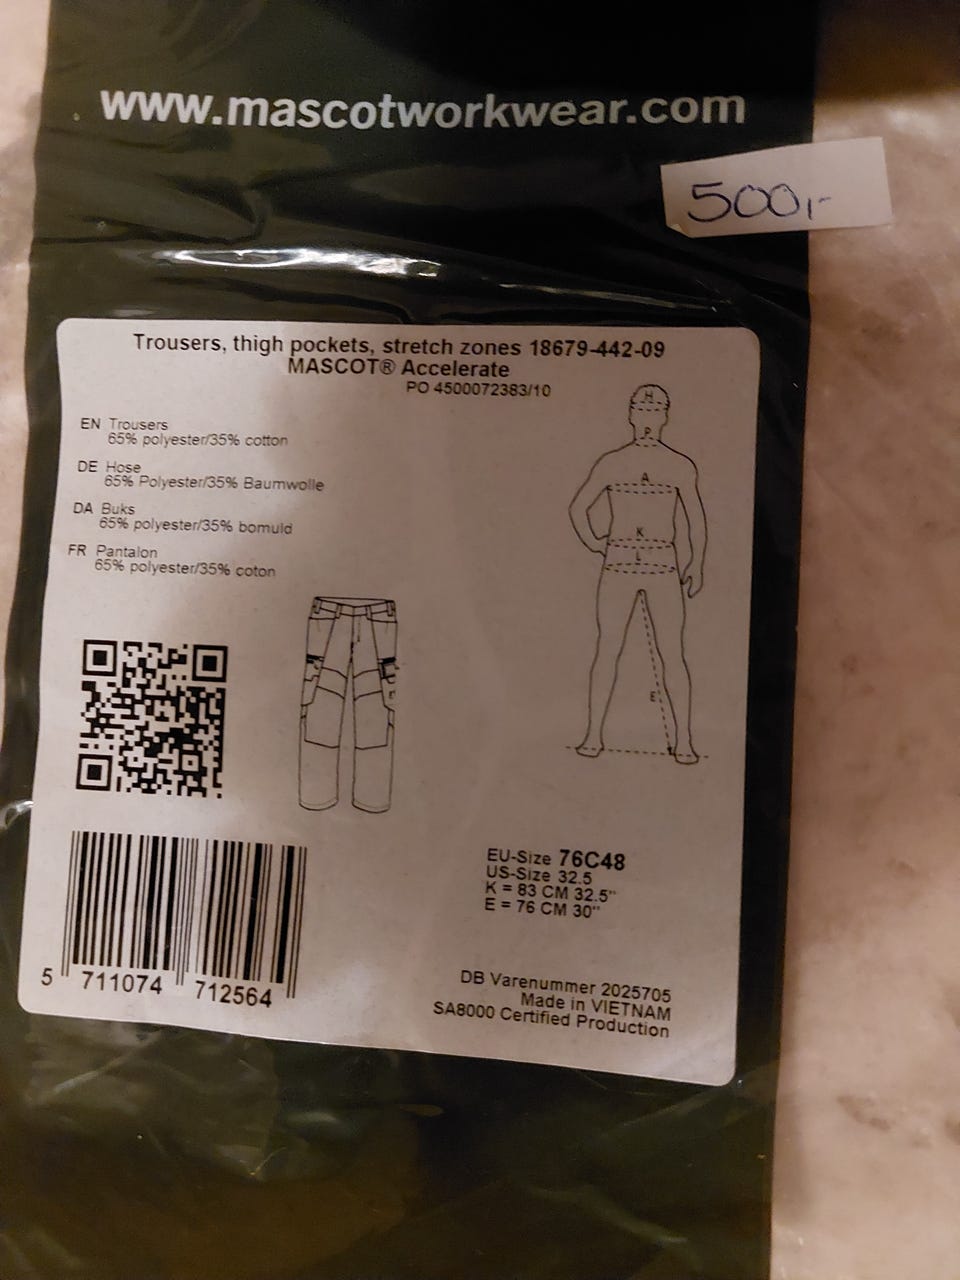 www.mascotworkwear.com
500,-
Trousers, thigh pockets, stretch zones 18679-442-09
MASCOT® Accelerate
PO 4500072383/10
EN Trousers
65% polyester/35% cotton
DE Hose
65% Polyester/35% Baumwolle
DA Buks
65% polyester/35% bomuld
FR Pantalon
65% polyester/35% coton
H
P
A
K
L
E
EU-Size 76C48
US-Size 32.5
K = 83 CM 32.5"
E = 76 CM 30"
5 711074 712564
DB Varenummer 2025705
Made in VIETNAM
SA8000 Certified Production